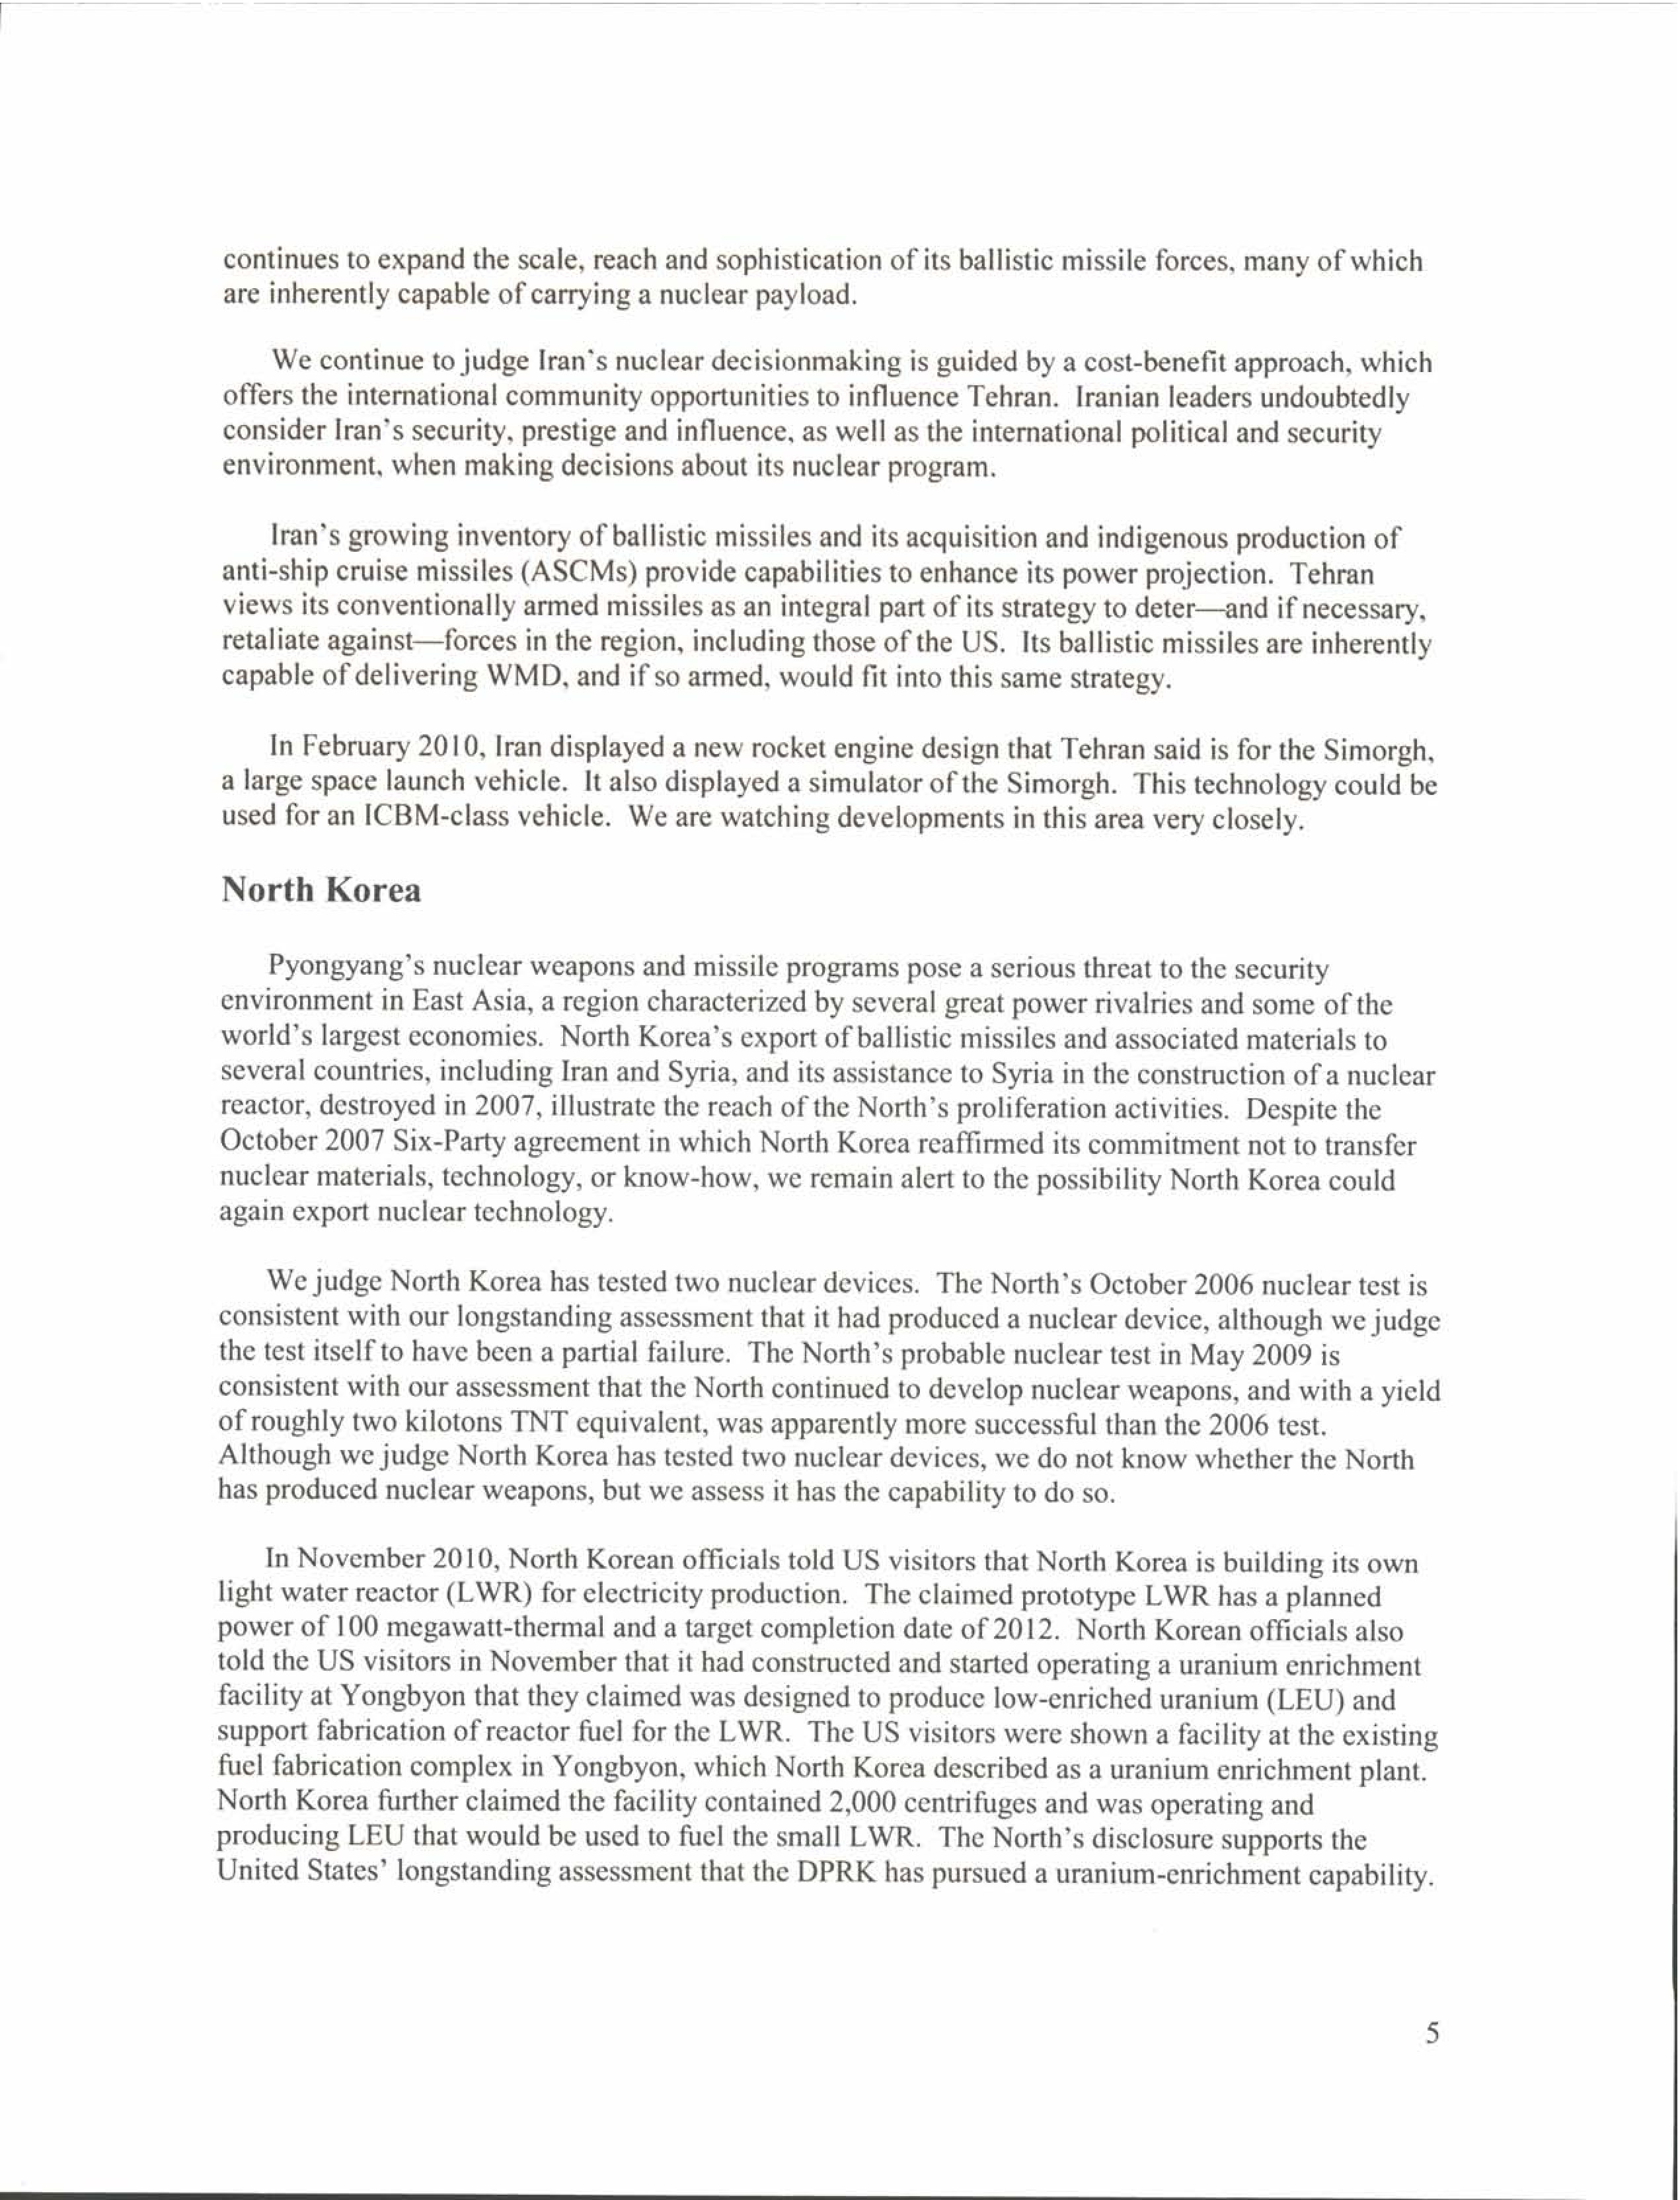 continues to expand the scale, reach and sophistication of its ballistic missile forces, many of which
are inherently capable of carrying a nuclear payload.
We continue to judge Iran's nuclear decisionmaking is guided by a cost-benefit approach, which
offers the international community opportunities to influence Tehran. Iranian leaders undoubtedly
consider Iran's security, prestige and influence, as well as the international political and security
environment, when making decisions about its nuclear program.
Iran's growing inventory of ballistic missiles and its acquisition and indigenous production of
anti-ship cruise missiles (ASCMs) provide capabilities to enhance its power projection. Tehran
views its conventionally armed missiles as an integral part of its strategy to deter—and if necessary,
retaliate against—forces in the region, including those of the US. Its ballistic missiles are inherently
capable of delivering WMD, and if so armed, would fit into this same strategy.
In February 2010, Iran displayed a new rocket engine design that Tehran said is for the Simorgh,
a large space launch vehicle. It also displayed a simulator of the Simorgh. This technology could be
used for an ICBM-class vehicle. We are watching developments in this area very closely.
North Korea
Pyongyang's nuclear weapons and missile programs pose a serious threat to the security
environment in East Asia, a region characterized by several great power rivalries and some of the
world's largest economies. North Korea's export of ballistic missiles and associated materials to
several countries, including Iran and Syria, and its assistance to Syria in the construction of a nuclear
reactor, destroyed in 2007, illustrate the reach of the North's proliferation activities. Despite the
October 2007 Six-Party agreement in which North Korea reaffirmed its commitment not to transfer
nuclear materials, technology, or know-how, we remain alert to the possibility North Korea could
again export nuclear technology.
We judge North Korea has tested two nuclear devices. The North's October 2006 nuclear test is
consistent with our longstanding assessment that it had produced a nuclear device, although we judge
the test itself to have been a partial failure. The North's probable nuclear test in May 2009 is
consistent with our assessment that the North continued to develop nuclear weapons, and with a yield
of roughly two kilotons TNT equivalent, was apparently more successful than the 2006 test.
Although we judge North Korea has tested two nuclear devices, we do not know whether the North
has produced nuclear weapons, but we assess it has the capability to do so.
In November 2010, North Korean officials told US visitors that North Korea is building its own
light water reactor (LWR) for electricity production. The claimed prototype LWR has a planned
power of 100 megawatt-thermal and a target completion date of 2012. North Korean officials also
told the US visitors in November that it had constructed and started operating a uranium enrichment
facility at Yongbyon that they claimed was designed to produce low-enriched uranium (LEU) and
support fabrication of reactor fuel for the LWR. The US visitors were shown a facility at the existing
fuel fabrication complex in Yongbyon, which North Korea described as a uranium enrichment plant.
North Korea further claimed the facility contained 2,000 centrifuges and was operating and
producing LEU that would be used to fuel the small LWR. The North's disclosure supports the
United States' longstanding assessment that the DPRK has pursued a uranium-enrichment capability.
5